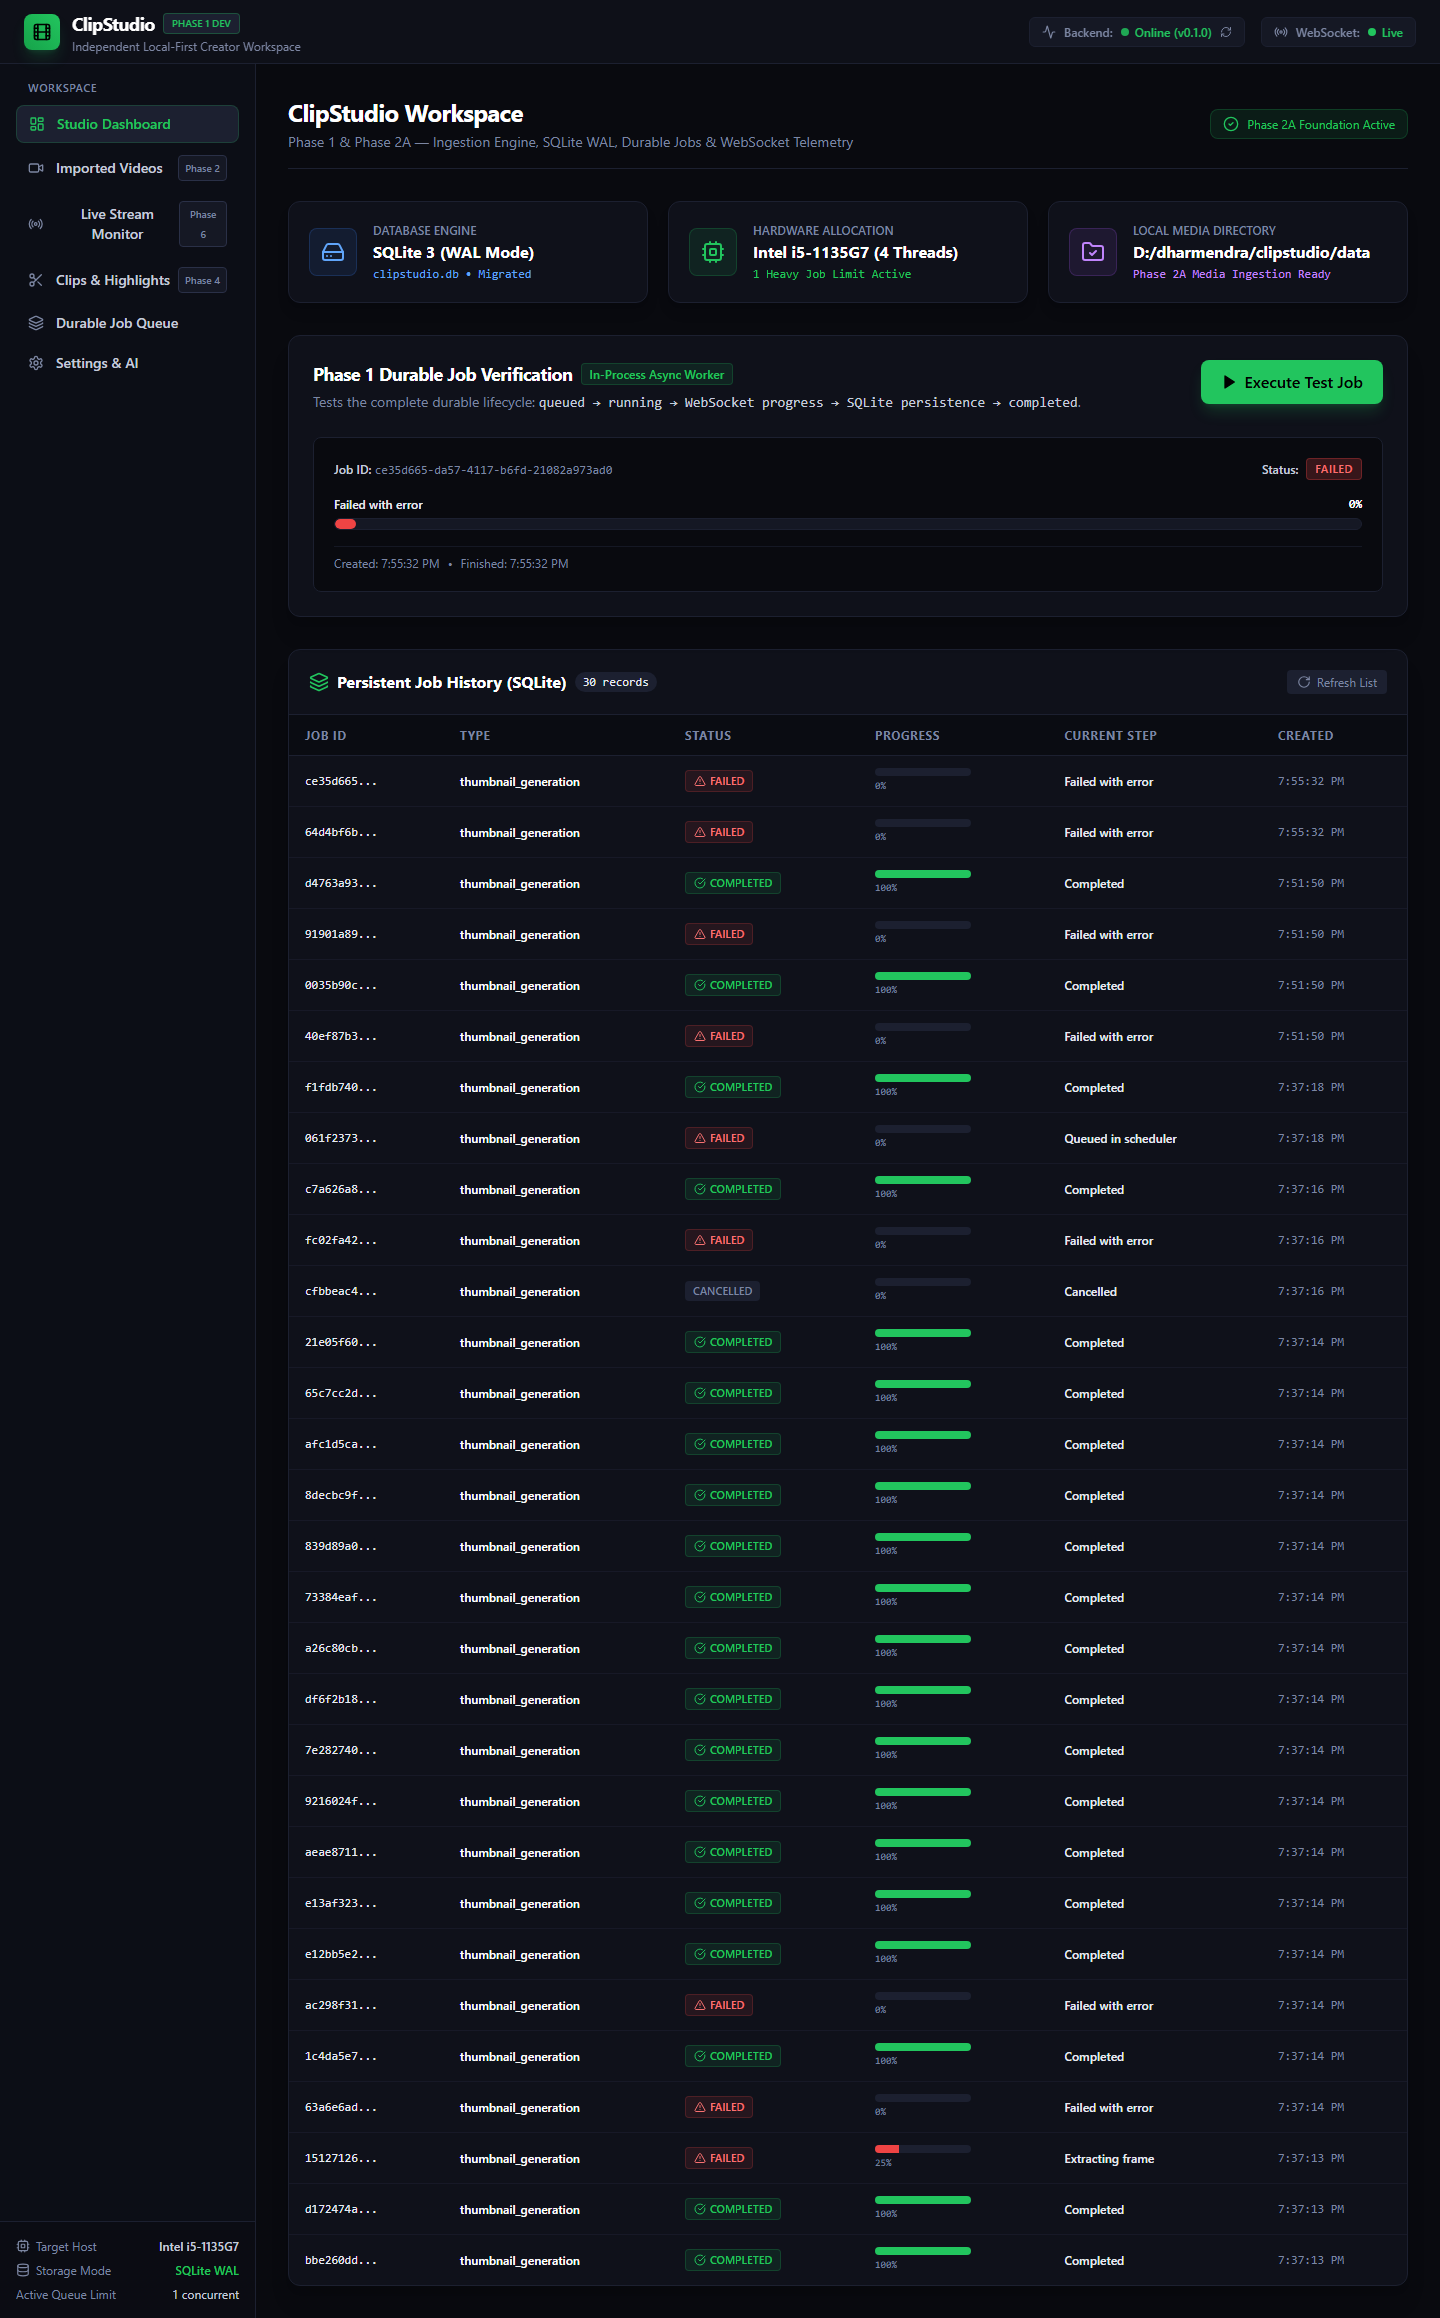 ClipStudio PHASE 1 DEV
Independent Local-First Creator Workspace
Backend: Online (v0.1.0)
WebSocket: Live
WORKSPACE
Studio Dashboard
Imported Videos Phase 2
Live Stream Monitor Phase 6
Clips & Highlights Phase 4
Durable Job Queue
Settings & AI
ClipStudio Workspace
Phase 1 & Phase 2A — Ingestion Engine, SQLite WAL, Durable Jobs & WebSocket Telemetry
Phase 2A Foundation Active
DATABASE ENGINE
SQLite 3 (WAL Mode)
clipstudio.db • Migrated
HARDWARE ALLOCATION
Intel i5-1135G7 (4 Threads)
1 Heavy Job Limit Active
LOCAL MEDIA DIRECTORY
D:/dharmendra/clipstudio/data
Phase 2A Media Ingestion Ready
Phase 1 Durable Job Verification In-Process Async Worker
Tests the complete durable lifecycle: queued → running → WebSocket progress → SQLite persistence → completed.
Execute Test Job
Job ID: ce35d665-da57-4117-b6fd-21082a973ad0
Status: FAILED
Failed with error 0%
Created: 7:55:32 PM • Finished: 7:55:32 PM
Persistent Job History (SQLite) 30 records
Refresh List
JOB ID TYPE STATUS PROGRESS CURRENT STEP CREATED
ce35d665... thumbnail_generation FAILED 0% Failed with error 7:55:32 PM
64d4bf6b... thumbnail_generation FAILED 0% Failed with error 7:55:32 PM
d4763a93... thumbnail_generation COMPLETED 100% Completed 7:51:50 PM
91901a89... thumbnail_generation FAILED 0% Failed with error 7:51:50 PM
0035b90c... thumbnail_generation COMPLETED 100% Completed 7:51:50 PM
40ef87b3... thumbnail_generation FAILED 0% Failed with error 7:51:50 PM
f1fdb740... thumbnail_generation COMPLETED 100% Completed 7:37:18 PM
061f2373... thumbnail_generation FAILED 0% Queued in scheduler 7:37:18 PM
c7a626a8... thumbnail_generation COMPLETED 100% Completed 7:37:16 PM
fc02fa42... thumbnail_generation FAILED 0% Failed with error 7:37:16 PM
cfbbeac4... thumbnail_generation CANCELLED 0% Cancelled 7:37:16 PM
21e05f60... thumbnail_generation COMPLETED 100% Completed 7:37:14 PM
65c7cc2d... thumbnail_generation COMPLETED 100% Completed 7:37:14 PM
afc1d5ca... thumbnail_generation COMPLETED 100% Completed 7:37:14 PM
8decbc9f... thumbnail_generation COMPLETED 100% Completed 7:37:14 PM
839d89a0... thumbnail_generation COMPLETED 100% Completed 7:37:14 PM
73384eaf... thumbnail_generation COMPLETED 100% Completed 7:37:14 PM
a26c80cb... thumbnail_generation COMPLETED 100% Completed 7:37:14 PM
df6f2b18... thumbnail_generation COMPLETED 100% Completed 7:37:14 PM
7e282740... thumbnail_generation COMPLETED 100% Completed 7:37:14 PM
9216024f... thumbnail_generation COMPLETED 100% Completed 7:37:14 PM
aeae8711... thumbnail_generation COMPLETED 100% Completed 7:37:14 PM
e13af323... thumbnail_generation COMPLETED 100% Completed 7:37:14 PM
e12bb5e2... thumbnail_generation COMPLETED 100% Completed 7:37:14 PM
ac298f31... thumbnail_generation FAILED 0% Failed with error 7:37:14 PM
1c4da5e7... thumbnail_generation COMPLETED 100% Completed 7:37:14 PM
63a6e6ad... thumbnail_generation FAILED 0% Failed with error 7:37:14 PM
15127126... thumbnail_generation FAILED 25% Extracting frame 7:37:13 PM
d172474a... thumbnail_generation COMPLETED 100% Completed 7:37:13 PM
bbe260dd... thumbnail_generation COMPLETED 100% Completed 7:37:13 PM
Target Host Intel i5-1135G7
Storage Mode SQLite WAL
Active Queue Limit 1 concurrent